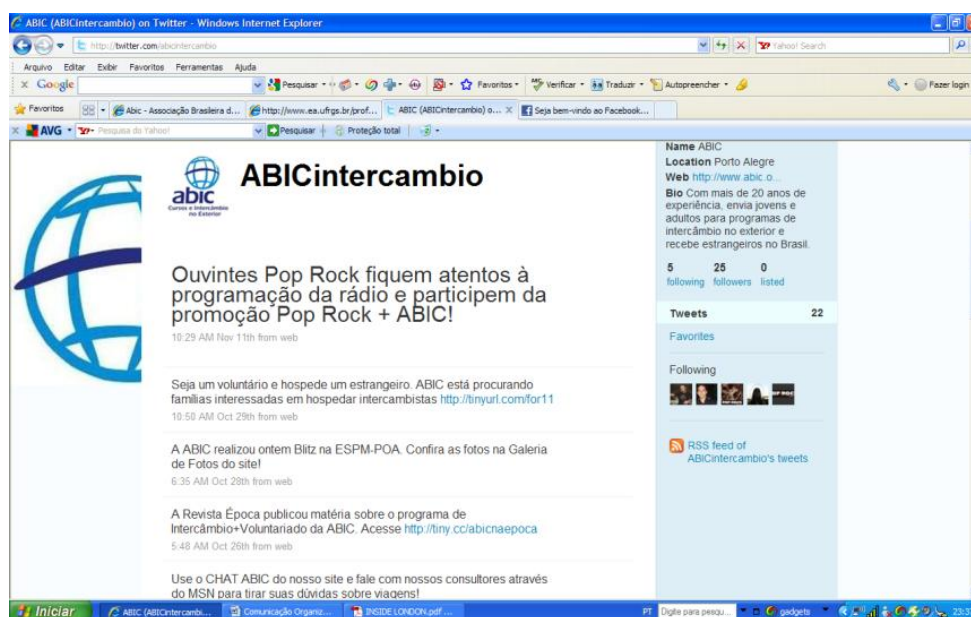 ABIC (ABICintercambio) on Twitter - Windows Internet Explorer
http://twitter.com/abicintercambio
Yahoo! Search
Arquivo Editar Exibir Favoritos Ferramentas Ajuda
x Google Pesquisar Favoritos Verificar Traduzir Autopreencher Fazer login
Favoritos Abic - Associação Brasileira d... http://www.ea.ufrgs.br/prof... ABIC (ABICintercambio) o... X Seja bem-vindo ao Facebook...
x AVG Pesquisa do Yahoo! Pesquisar Proteção total
abic
Cursos e Intercâmbio
no Exterior
ABICintercambio
Ouvintes Pop Rock fiquem atentos à
programação da rádio e participem da
promoção Pop Rock + ABIC!
10:29 AM Nov 11th from web
Seja um voluntário e hospede um estrangeiro. ABIC está procurando
famílias interessadas em hospedar intercambistas http://tinyurl.com/for11
10:50 AM Oct 29th from web
A ABIC realizou ontem Blitz na ESPM-POA. Confira as fotos na Galeria
de Fotos do site!
6:35 AM Oct 28th from web
A Revista Época publicou matéria sobre o programa de
Intercâmbio+Voluntariado da ABIC. Acesse http://tiny.cc/abicnaepoca
5:48 AM Oct 26th from web
Use o CHAT ABIC do nosso site e fale com nossos consultores através
do MSN para tirar suas dúvidas sobre viagens!
Name ABIC
Location Porto Alegre
Web http://www.abic.o...
Bio Com mais de 20 anos de
experiência, envia jovens e
adultos para programas de
intercâmbio no exterior e
recebe estrangeiros no Brasil.
5 25 0
following followers listed
Tweets 22
Favorites
Following
RSS feed of
ABICintercambio's tweets
Iniciar ABIC (ABICintercambi... Comunicação Organiz... INSIDE LONDON.pdf ... PT Digite para pesqu... gadgets